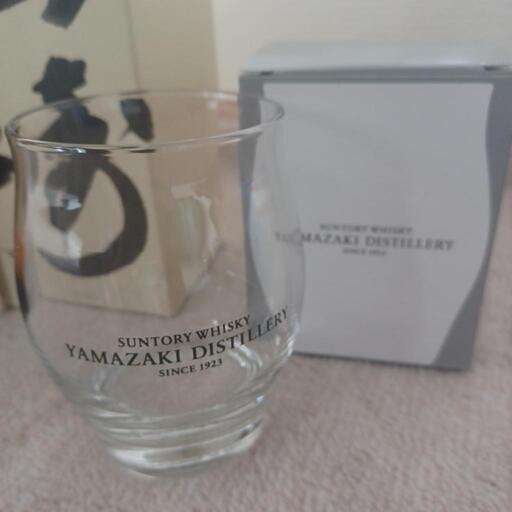 SUNTORY WHISKY
YAMAZAKI DISTILLERY
SINCE 1923
SUNTORY WHISKY
YAMAZAKI DISTILLERY
SINCE 1923